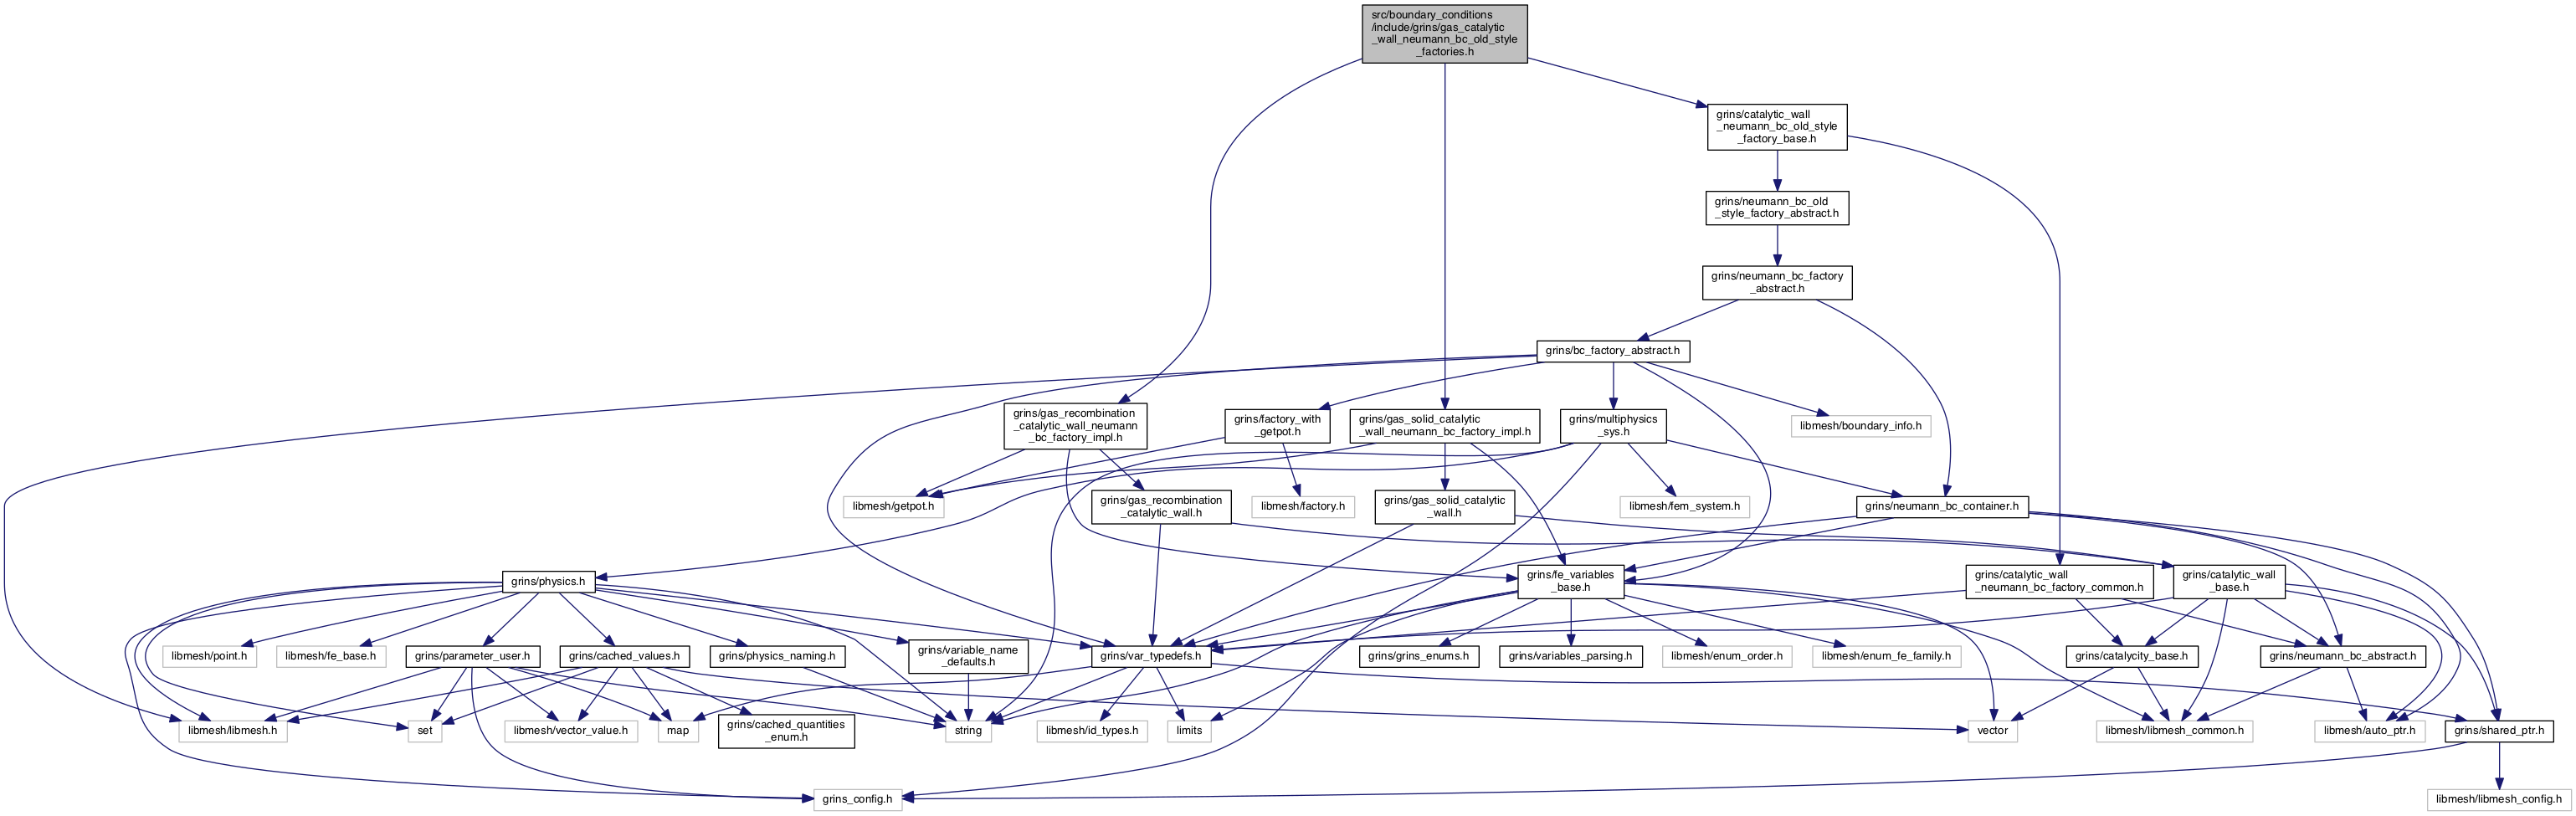 src/boundary_conditions
/include/grins/gas_catalytic
_wall_neumann_bc_old_style
_factories.h
grins/catalytic_wall
_neumann_bc_old_style
_factory_base.h
grins/neumann_bc_old
_style_factory_abstract.h
grins/neumann_bc_factory
_abstract.h
grins/bc_factory_abstract.h
grins/gas_recombination
_catalytic_wall_neumann
_bc_factory_impl.h
grins/factory_with
_getpot.h
grins/gas_solid_catalytic
_wall_neumann_bc_factory_impl.h
grins/multiphysics
_sys.h
libmesh/boundary_info.h
libmesh/getpot.h
grins/gas_recombination
_catalytic_wall.h
libmesh/factory.h
grins/gas_solid_catalytic
_wall.h
libmesh/fem_system.h
grins/neumann_bc_container.h
grins/physics.h
grins/fe_variables
_base.h
grins/catalytic_wall
_neumann_bc_factory_common.h
grins/catalytic_wall
_base.h
libmesh/point.h
libmesh/fe_base.h
grins/parameter_user.h
grins/cached_values.h
grins/physics_naming.h
grins/variable_name
_defaults.h
grins/var_typedefs.h
grins/grins_enums.h
grins/variables_parsing.h
libmesh/enum_order.h
libmesh/enum_fe_family.h
grins/catalycity_base.h
grins/neumann_bc_abstract.h
libmesh/libmesh.h
set
libmesh/vector_value.h
map
grins/cached_quantities
_enum.h
string
libmesh/id_types.h
limits
vector
libmesh/libmesh_common.h
libmesh/auto_ptr.h
grins/shared_ptr.h
grins_config.h
libmesh/libmesh_config.h